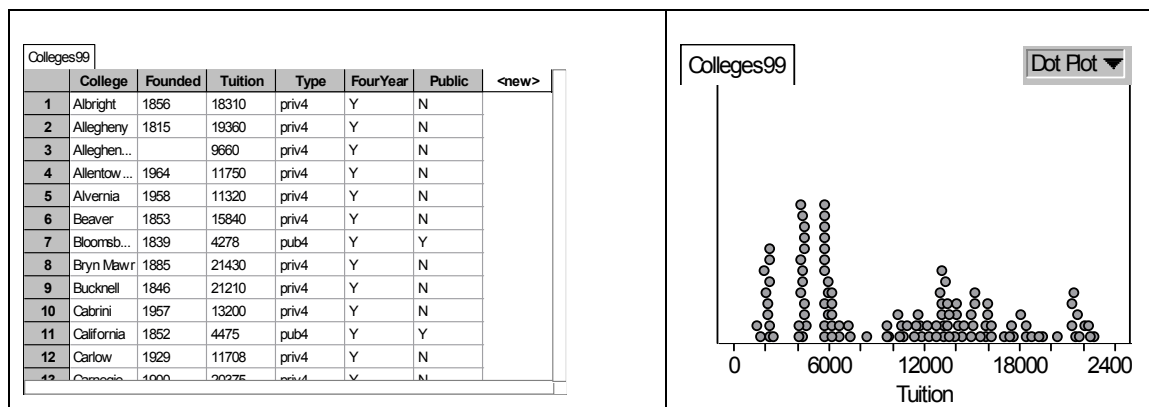 Colleges99
College Founded Tuition Type FourYear Public <new>
1 Albright 1856 18310 priv4 Y N
2 Allegheny 1815 19360 priv4 Y N
3 Alleghen... 9660 priv4 Y N
4 Allentow... 1964 11750 priv4 Y N
5 Alvernia 1958 11320 priv4 Y N
6 Beaver 1853 15840 priv4 Y N
7 Bloomsb... 1839 4278 pub4 Y Y
8 Bryn Mawr 1885 21430 priv4 Y N
9 Bucknell 1846 21210 priv4 Y N
10 Cabrini 1957 13200 priv4 Y N
11 California 1852 4475 pub4 Y Y
12 Carlow 1929 11708 priv4 Y N
Colleges99
Dot Plot
0 6000 12000 18000 2400
Tuition